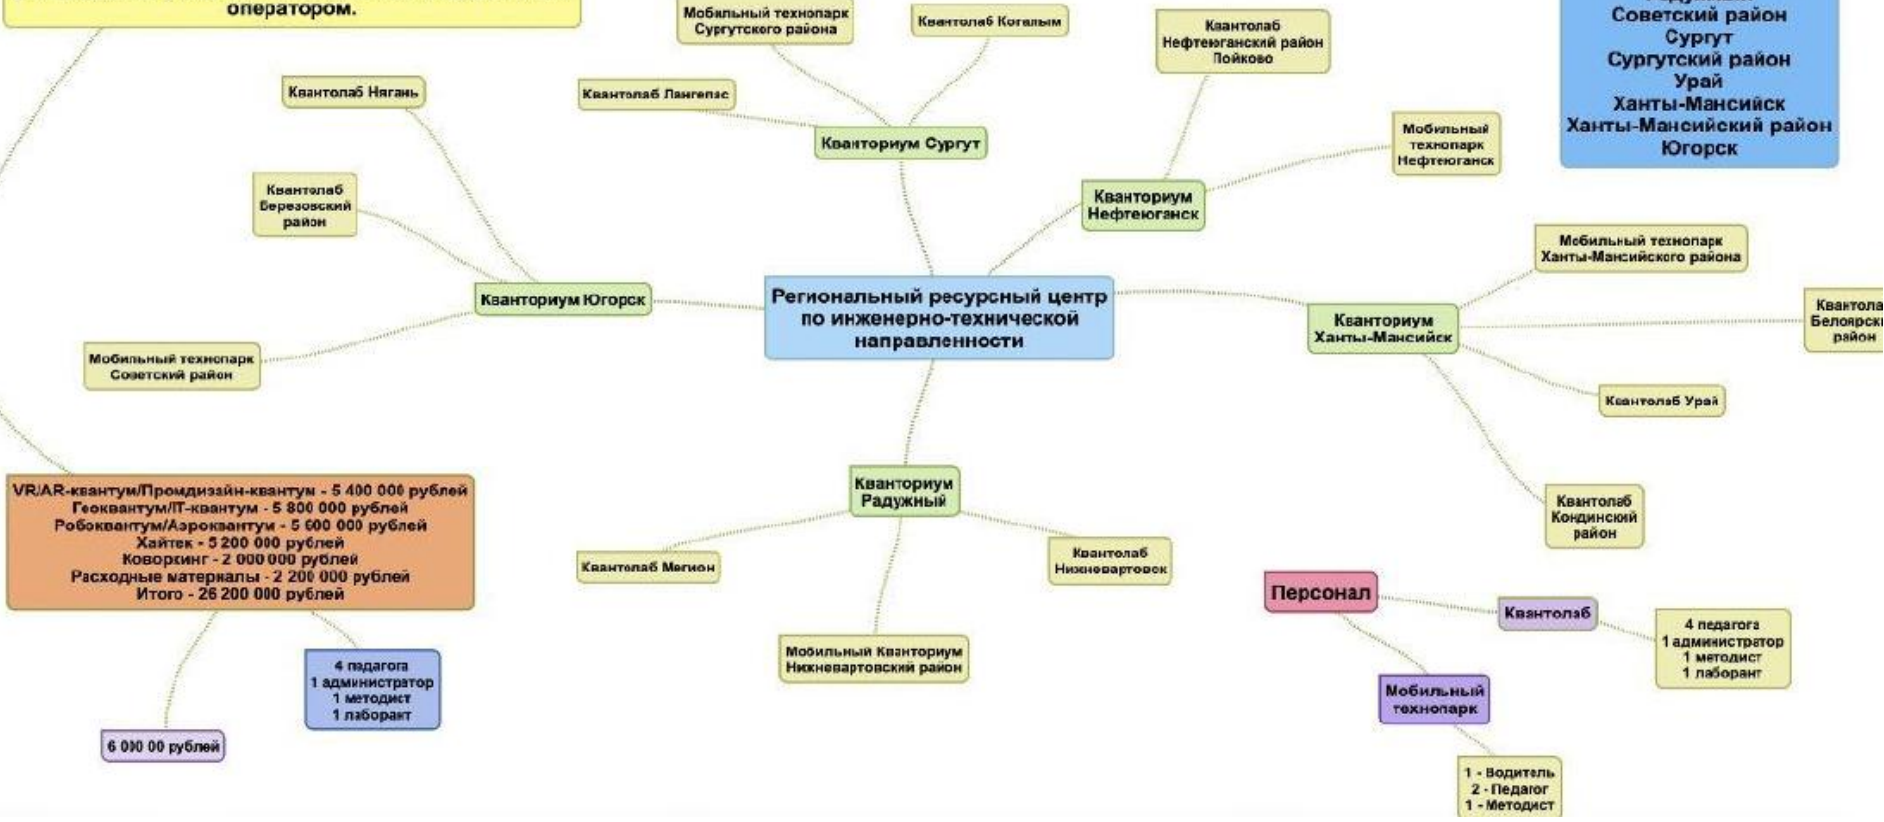 оператором.
Мобильный технопарк
Сургутского района
Квантолаб Когалым
Квантолаб
Нефтеюганский район
Пойково
Советский район
Сургут
Сургутский район
Урай
Ханты-Мансийск
Ханты-Мансийский район
Югорск
Квантолаб Нягань
Квантолаб Лангепас
Кванториум Сургут
Мобильный
технопарк
Нефтеюганск
Квантолаб
Березовский
район
Кванториум
Нефтеюганск
Мобильный технопарк
Ханты-Мансийского района
Кванториум Югорск
Региональный ресурсный центр
по инженерно-технической
направленности
Кванториум
Ханты-Мансийск
Квантола
Белоярск
район
Мобильный технопарк
Советский район
Квантолаб Урай
Кванториум
Радужный
Квантолаб
Кондинский
район
VR/AR-квантум/Промдизайн-квантум - 5 400 000 рублей
Геоквантум/IT-квантум - 5 800 000 рублей
Робоквантум/Аэроквантум - 5 600 000 рублей
Хайтек - 5 200 000 рублей
Коворкинг - 2 000 000 рублей
Расходные материалы - 2 200 000 рублей
Итого - 26 200 000 рублей
Квантолаб Мегион
Квантолаб
Нижневартовск
Мобильный Кванториум
Нижневартовский район
Персонал
Квантолаб
4 педагога
1 администратор
1 методист
1 лаборант
4 педагога
1 администратор
1 методист
1 лаборант
Мобильный
технопарк
6 000 00 рублей
1 - Водитель
2 - Педагог
1 - Методист